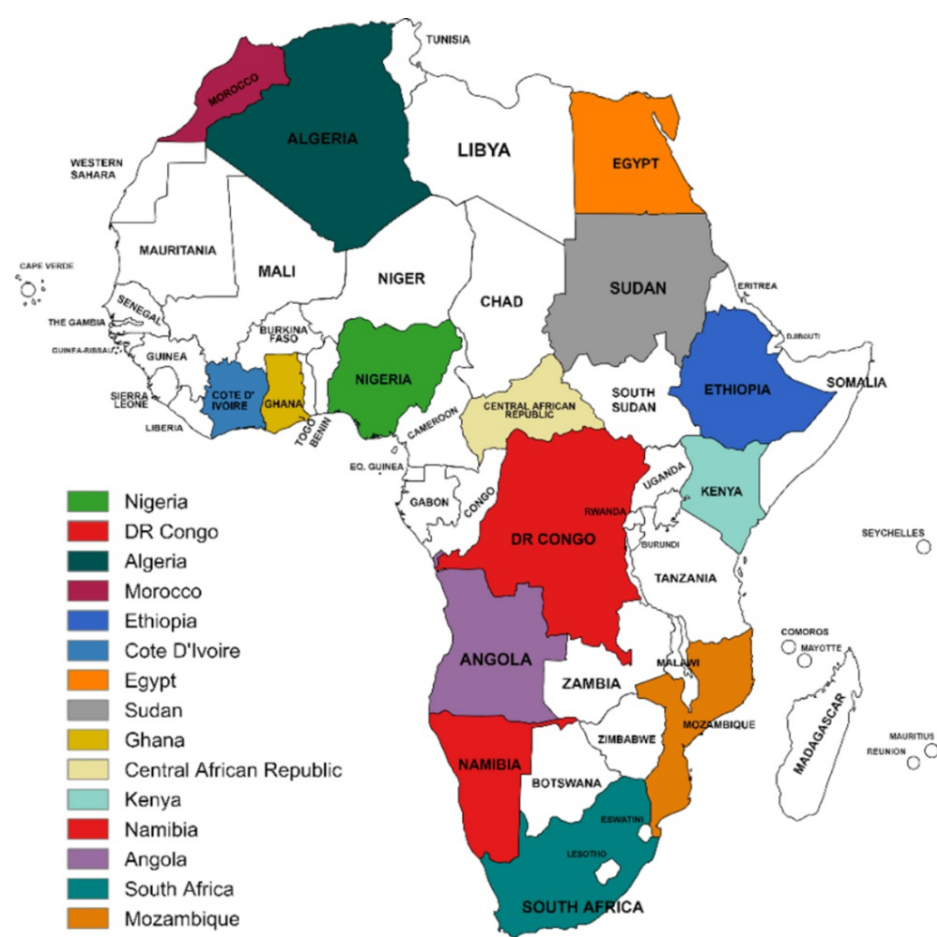 TUNISIA
MOROCCO
ALGERIA
LIBYA
EGYPT
WESTERN
SAHARA
MAURITANIA
MALI
NIGER
CHAD
SUDAN
ERITREA
CAPE VERDE
SENEGAL
THE GAMBIA
GUINEA-BISSAU
GUINEA
BURKINA
FASO
DJIBOUTI
SIERRA
LEONE
LIBERIA
COTE D'
IVOIRE
GHANA
TOGO
BENIN
NIGERIA
CAMEROON
CENTRAL AFRICAN
REPUBLIC
SOUTH
SUDAN
ETHIOPIA
SOMALIA
EQ. GUINEA
GABON
CONGO
DR CONGO
UGANDA
RWANDA
BURUNDI
KENYA
TANZANIA
SEYCHELLES
COMOROS
MAYOTTE
ANGOLA
ZAMBIA
MALAWI
MOZAMBIQUE
ZIMBABWE
MADAGASCAR
MAURITIUS
REUNION
NAMIBIA
BOTSWANA
ESWATINI
LESOTHO
SOUTH AFRICA
Nigeria
DR Congo
Algeria
Morocco
Ethiopia
Cote D'Ivoire
Egypt
Sudan
Ghana
Central African Republic
Kenya
Namibia
Angola
South Africa
Mozambique